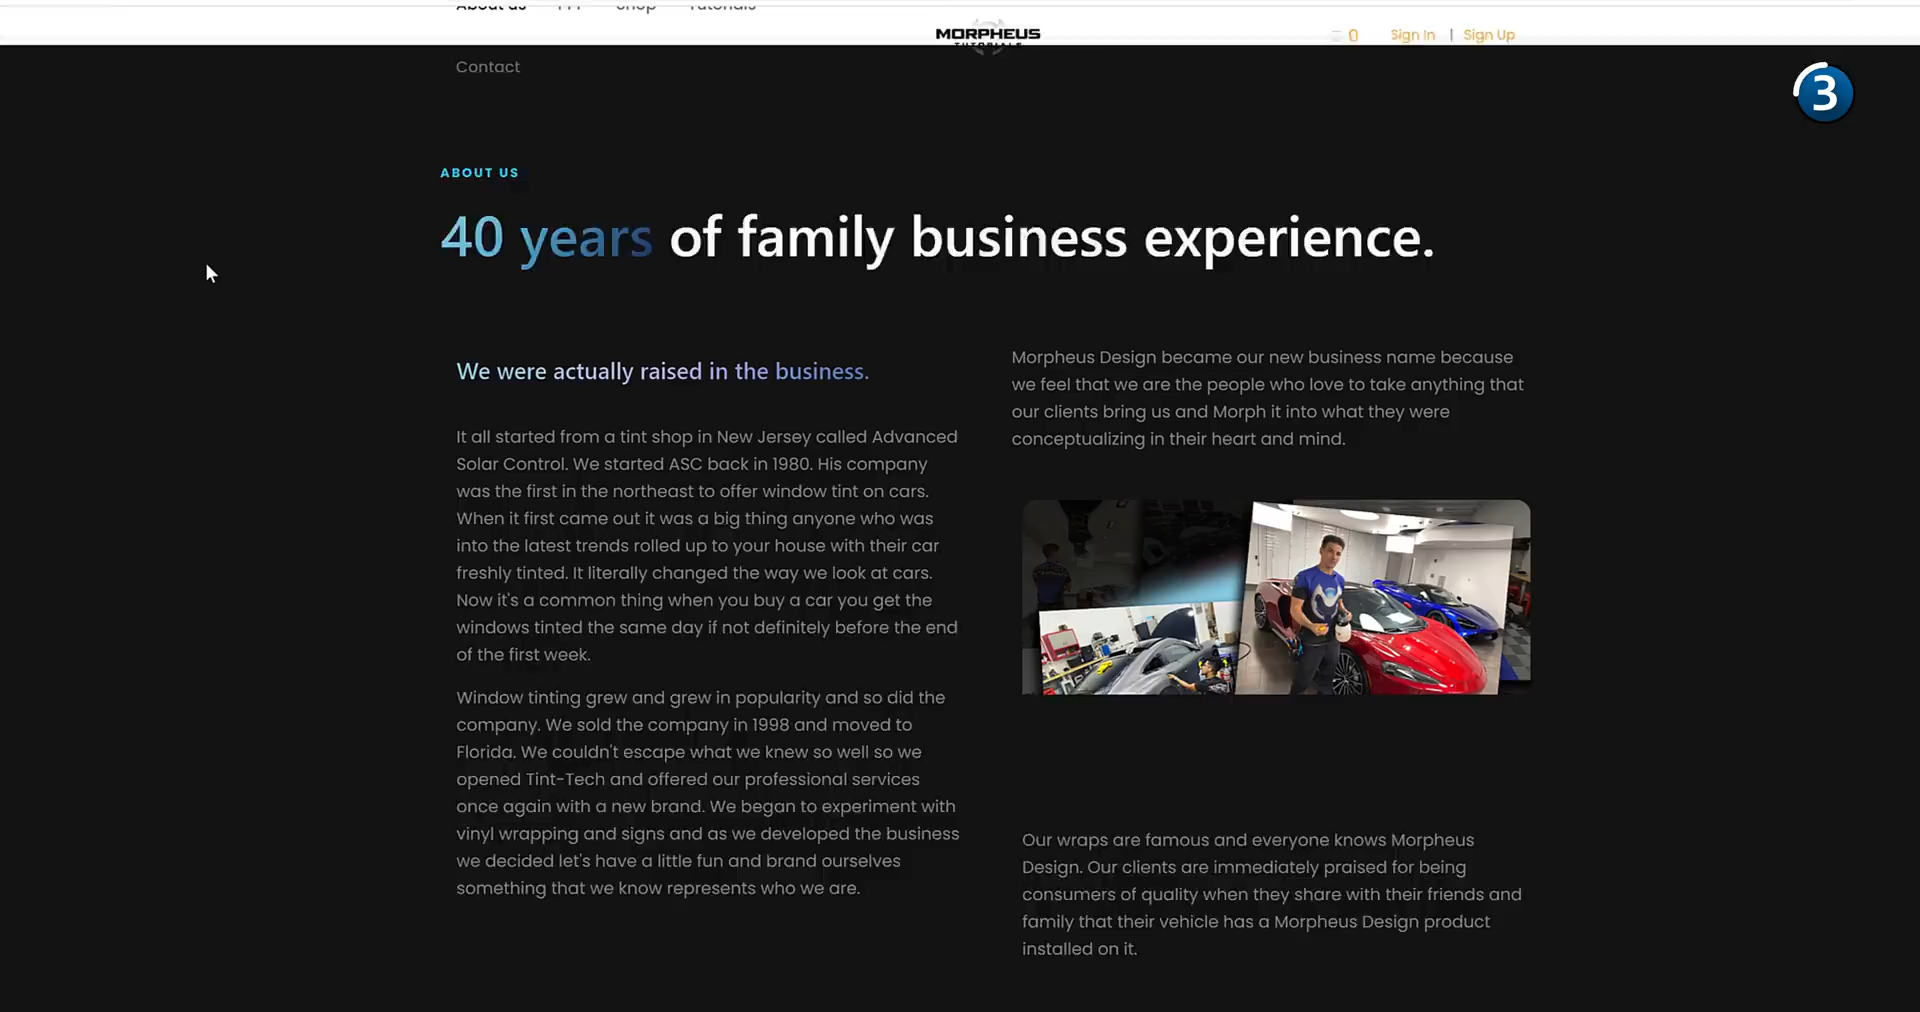 About us PPF Shop Tutorials
MORPHEUS
TUTORIALS
0 Sign In | Sign Up
Contact
3
ABOUT US
40 years of family business experience.
We were actually raised in the business.
It all started from a tint shop in New Jersey called Advanced
Solar Control. We started ASC back in 1980. His company
was the first in the northeast to offer window tint on cars.
When it first came out it was a big thing anyone who was
into the latest trends rolled up to your house with their car
freshly tinted. It literally changed the way we look at cars.
Now it's a common thing when you buy a car you get the
windows tinted the same day if not definitely before the end
of the first week.
Window tinting grew and grew in popularity and so did the
company. We sold the company in 1998 and moved to
Florida. We couldn't escape what we knew so well so we
opened Tint-Tech and offered our professional services
once again with a new brand. We began to experiment with
vinyl wrapping and signs and as we developed the business
we decided let's have a little fun and brand ourselves
something that we know represents who we are.
Morpheus Design became our new business name because
we feel that we are the people who love to take anything that
our clients bring us and Morph it into what they were
conceptualizing in their heart and mind.
Our wraps are famous and everyone knows Morpheus
Design. Our clients are immediately praised for being
consumers of quality when they share with their friends and
family that their vehicle has a Morpheus Design product
installed on it.